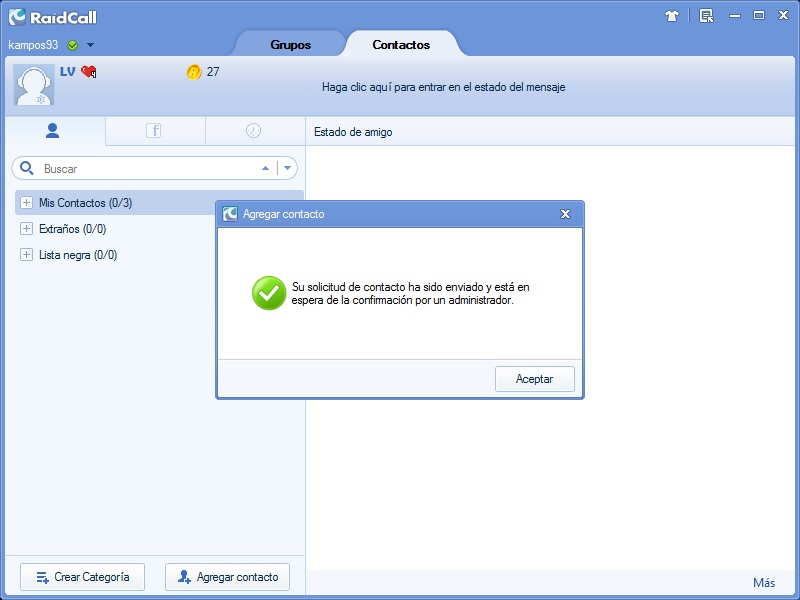 RaidCall
kampos93
Grupos
Contactos
LV
27
Haga clic aquí para entrar en el estado del mensaje
f
Estado de amigo
Buscar
Mis Contactos (0/3)
Extraños (0/0)
Lista negra (0/0)
Agregar contacto
Su solicitud de contacto ha sido enviado y está en
espera de la confirmación por un administrador.
Aceptar
Crear Categoría
Agregar contacto
Más